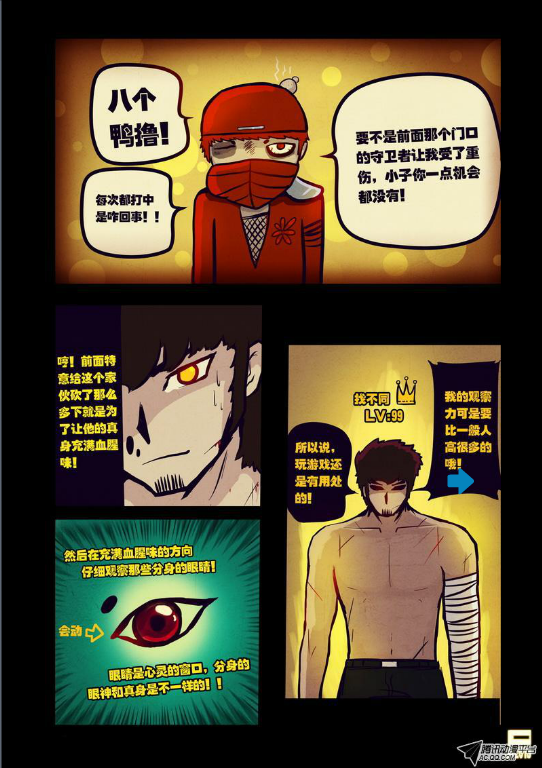 八个
鸭撸！
每次都打中
是咋回事！！
要不是前面那个门口
的守卫者让我受了重
伤，小子你一点机会
都没有！
哼！前面特
意给这个家
伙砍了那么
多下就是为
了让他的真
身充满血腥
味！
找不同
LV:99
我的观察
力可是要
比一般人
高很多的
哦！
所以说，
玩游戏还
是有用处
的！
然后在充满血腥味的方向
仔细观察那些分身的眼睛！
会动
眼睛是心灵的窗口，分身的
眼神和真身是不一样的！！
腾讯动漫平台
AC.QQ.COM